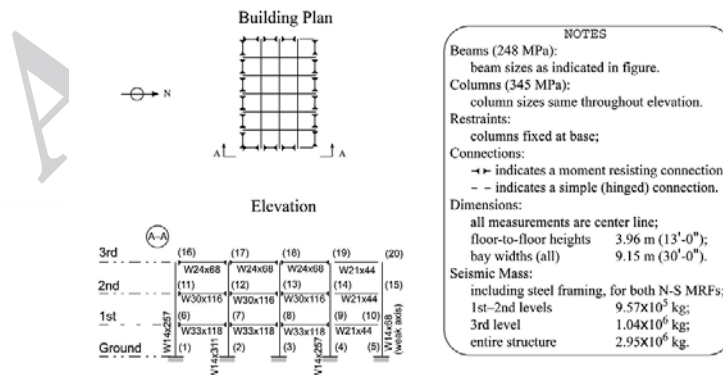 Building Plan
N
A
A
Elevation
A-A
3rd
(16)
(17)
(18)
(19)
(20)
W24x68
W24x68
W24x68
W21x44
2nd
(11)
(12)
(13)
(14)
(15)
W30x116
W30x116
W30x116
W21x44
1st
(6)
(7)
(8)
(9)
(10)
W33x118
W33x118
W33x118
W21x44
Ground
(1)
(2)
(3)
(4)
(5)
W14x257
W14x311
W14x257
W14x68
(weak axis)
NOTES
Beams (248 MPa):
beam sizes as indicated in figure.
Columns (345 MPa):
column sizes same throughout elevation.
Restraints:
columns fixed at base;
Connections:
indicates a moment resisting connection
- - indicates a simple (hinged) connection.
Dimensions:
all measurements are center line;
floor-to-floor heights 3.96 m (13'-0");
bay widths (all) 9.15 m (30'-0").
Seismic Mass:
including steel framing, for both N-S MRFs;
1st-2nd levels 9.57X10⁵ kg;
3rd level 1.04X10⁶ kg;
entire structure 2.95X10⁶ kg.